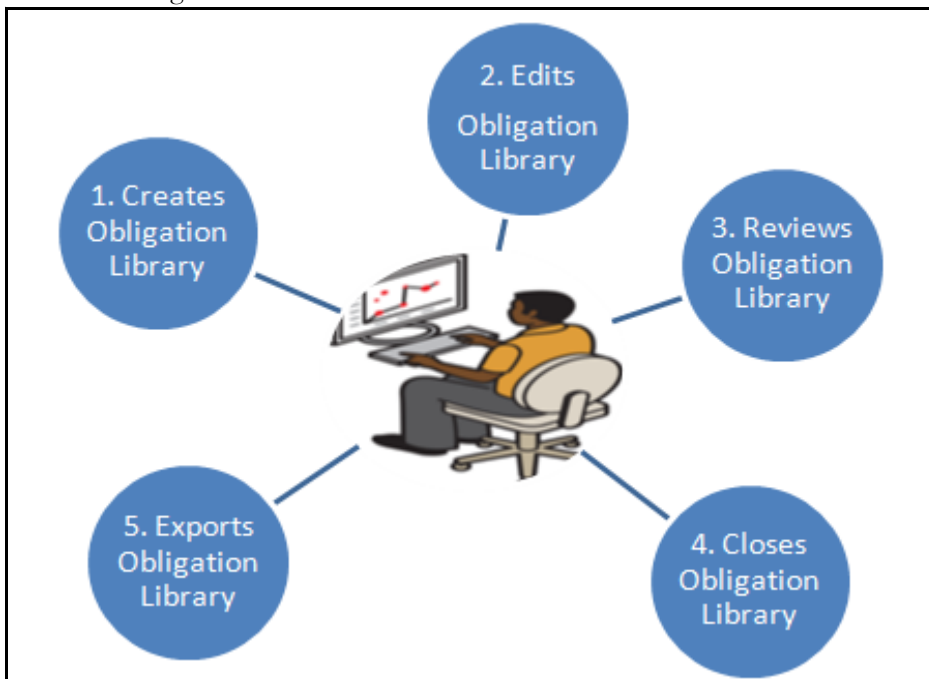 1. Creates
Obligation
Library
2. Edits
Obligation
Library
3. Reviews
Obligation
Library
4. Closes
Obligation
Library
5. Exports
Obligation
Library